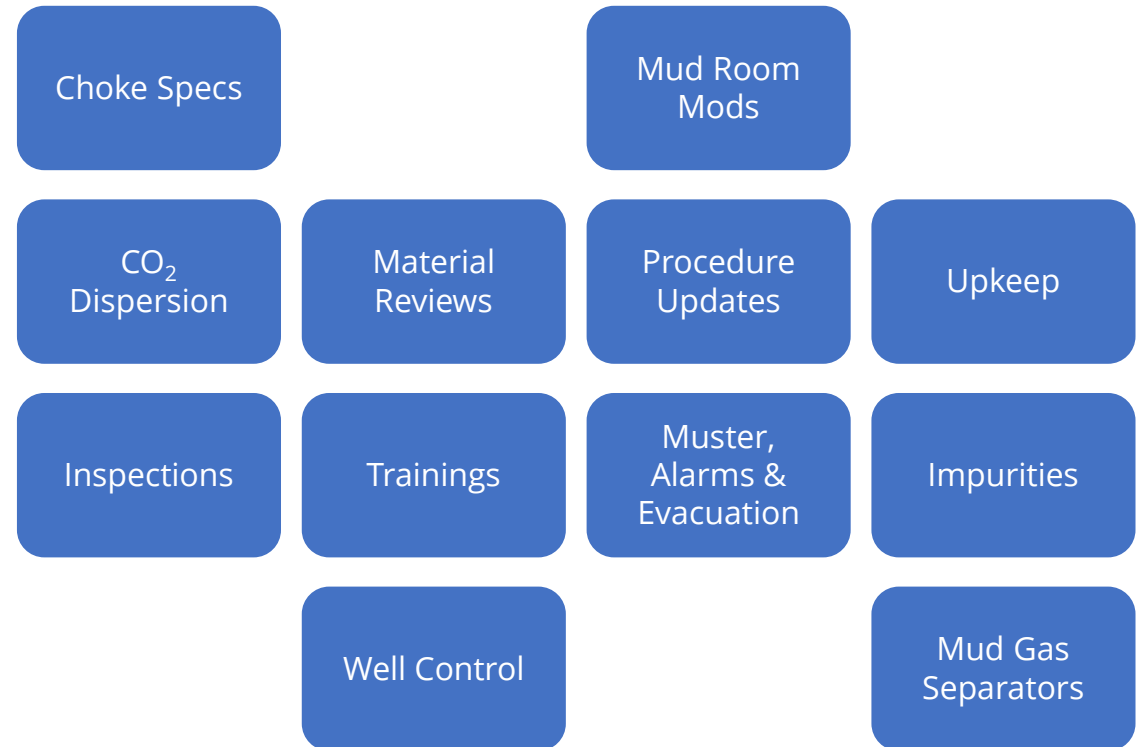 Choke Specs
Mud Room
Mods
CO₂
Dispersion
Material
Reviews
Procedure
Updates
Upkeep
Inspections
Trainings
Muster,
Alarms &
Evacuation
Impurities
Well Control
Mud Gas
Separators